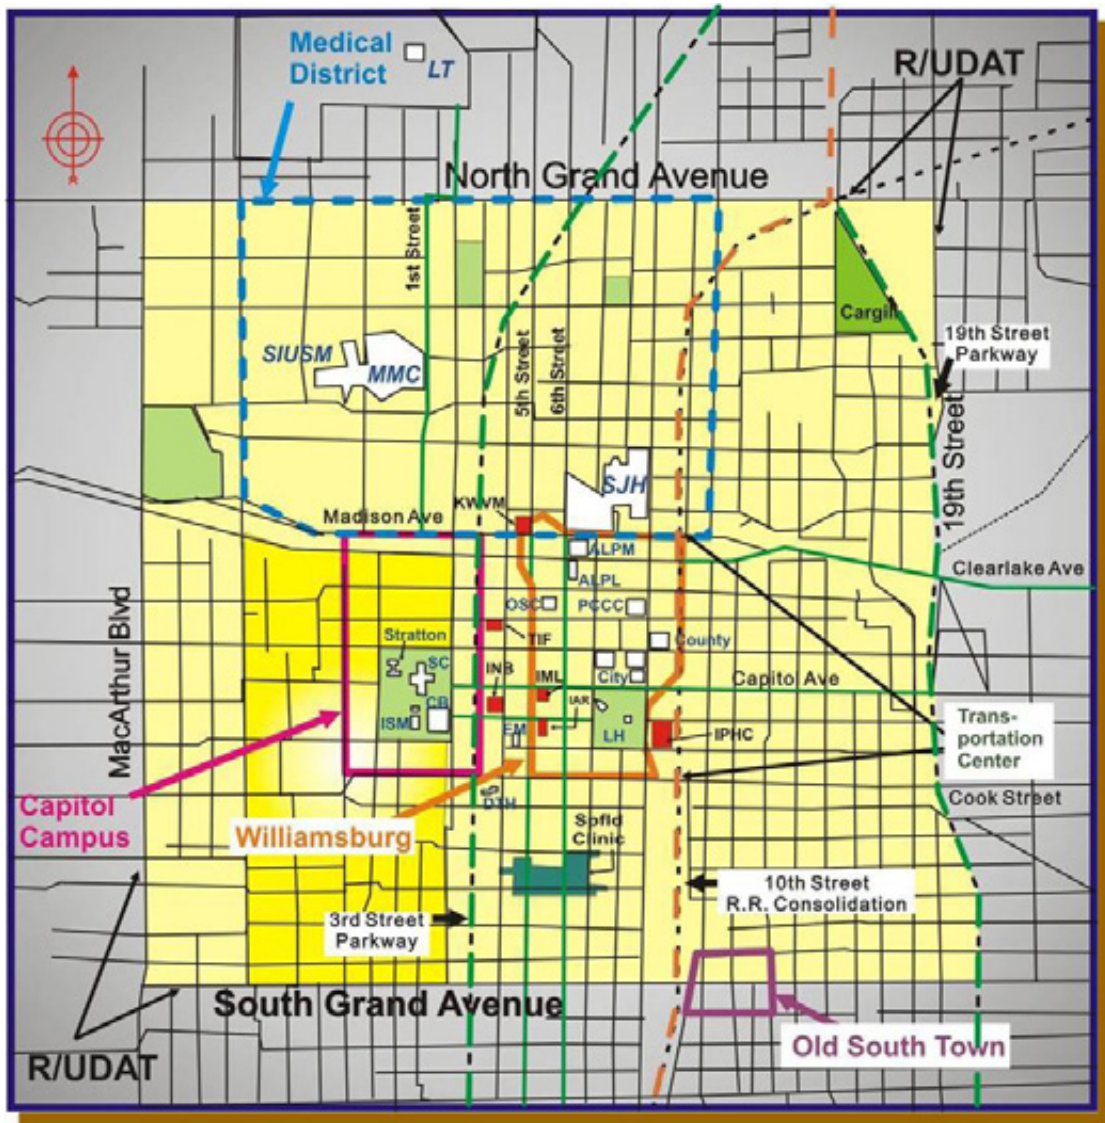 Medical
District
LT
R/UDAT
North Grand Avenue
1st Street
Cargill
19th Street
Parkway
SIUSM
MMC
5th Street
6th Street
19th Street
SJH
KWVM
Madison Ave
ALPM
Clearlake Ave
ALPL
OSC
PCCC
MacArthur Blvd
Stratton
TIF
County
SC
INB
IML
City
Capitol Ave
CB
IAR
ISM
EM
LH
IPHC
Trans-
portation
Center
Capitol
Campus
DTH
Cook Street
Williamsburg
Spfld
Clinic
10th Street
R.R. Consolidation
3rd Street
Parkway
South Grand Avenue
Old South Town
R/UDAT